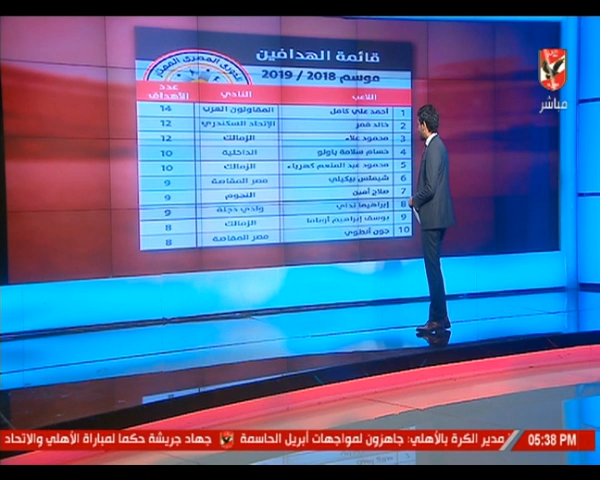 قائمة الهدافين
موسم 2018 / 2019
الدورى المصرى الممتاز
اللاعب النادي عدد الأهداف
1 أحمد علي كامل المقاولون العرب 14
2 خالد قمر الإتحاد السكندري 12
3 محمود علاء الزمالك 12
4 حسام سلامة باولو الداخلية 10
5 محمود عبد المنعم كهرباء الزمالك 10
6 شيملس بيكيلي مصر المقاصة 9
7 صلاح أمين النجوم 9
8 إبراهيما نداي وادي دجلة 9
9 يوسف إبراهيم أوباما الزمالك 8
10 جون أنطوي مصر المقاصة 8
مباشر
05:38 PM مدير الكرة بالأهلي: جاهزون لمواجهات أبريل الحاسمة جهاد جريشة حكما لمباراة الأهلي والاتحاد